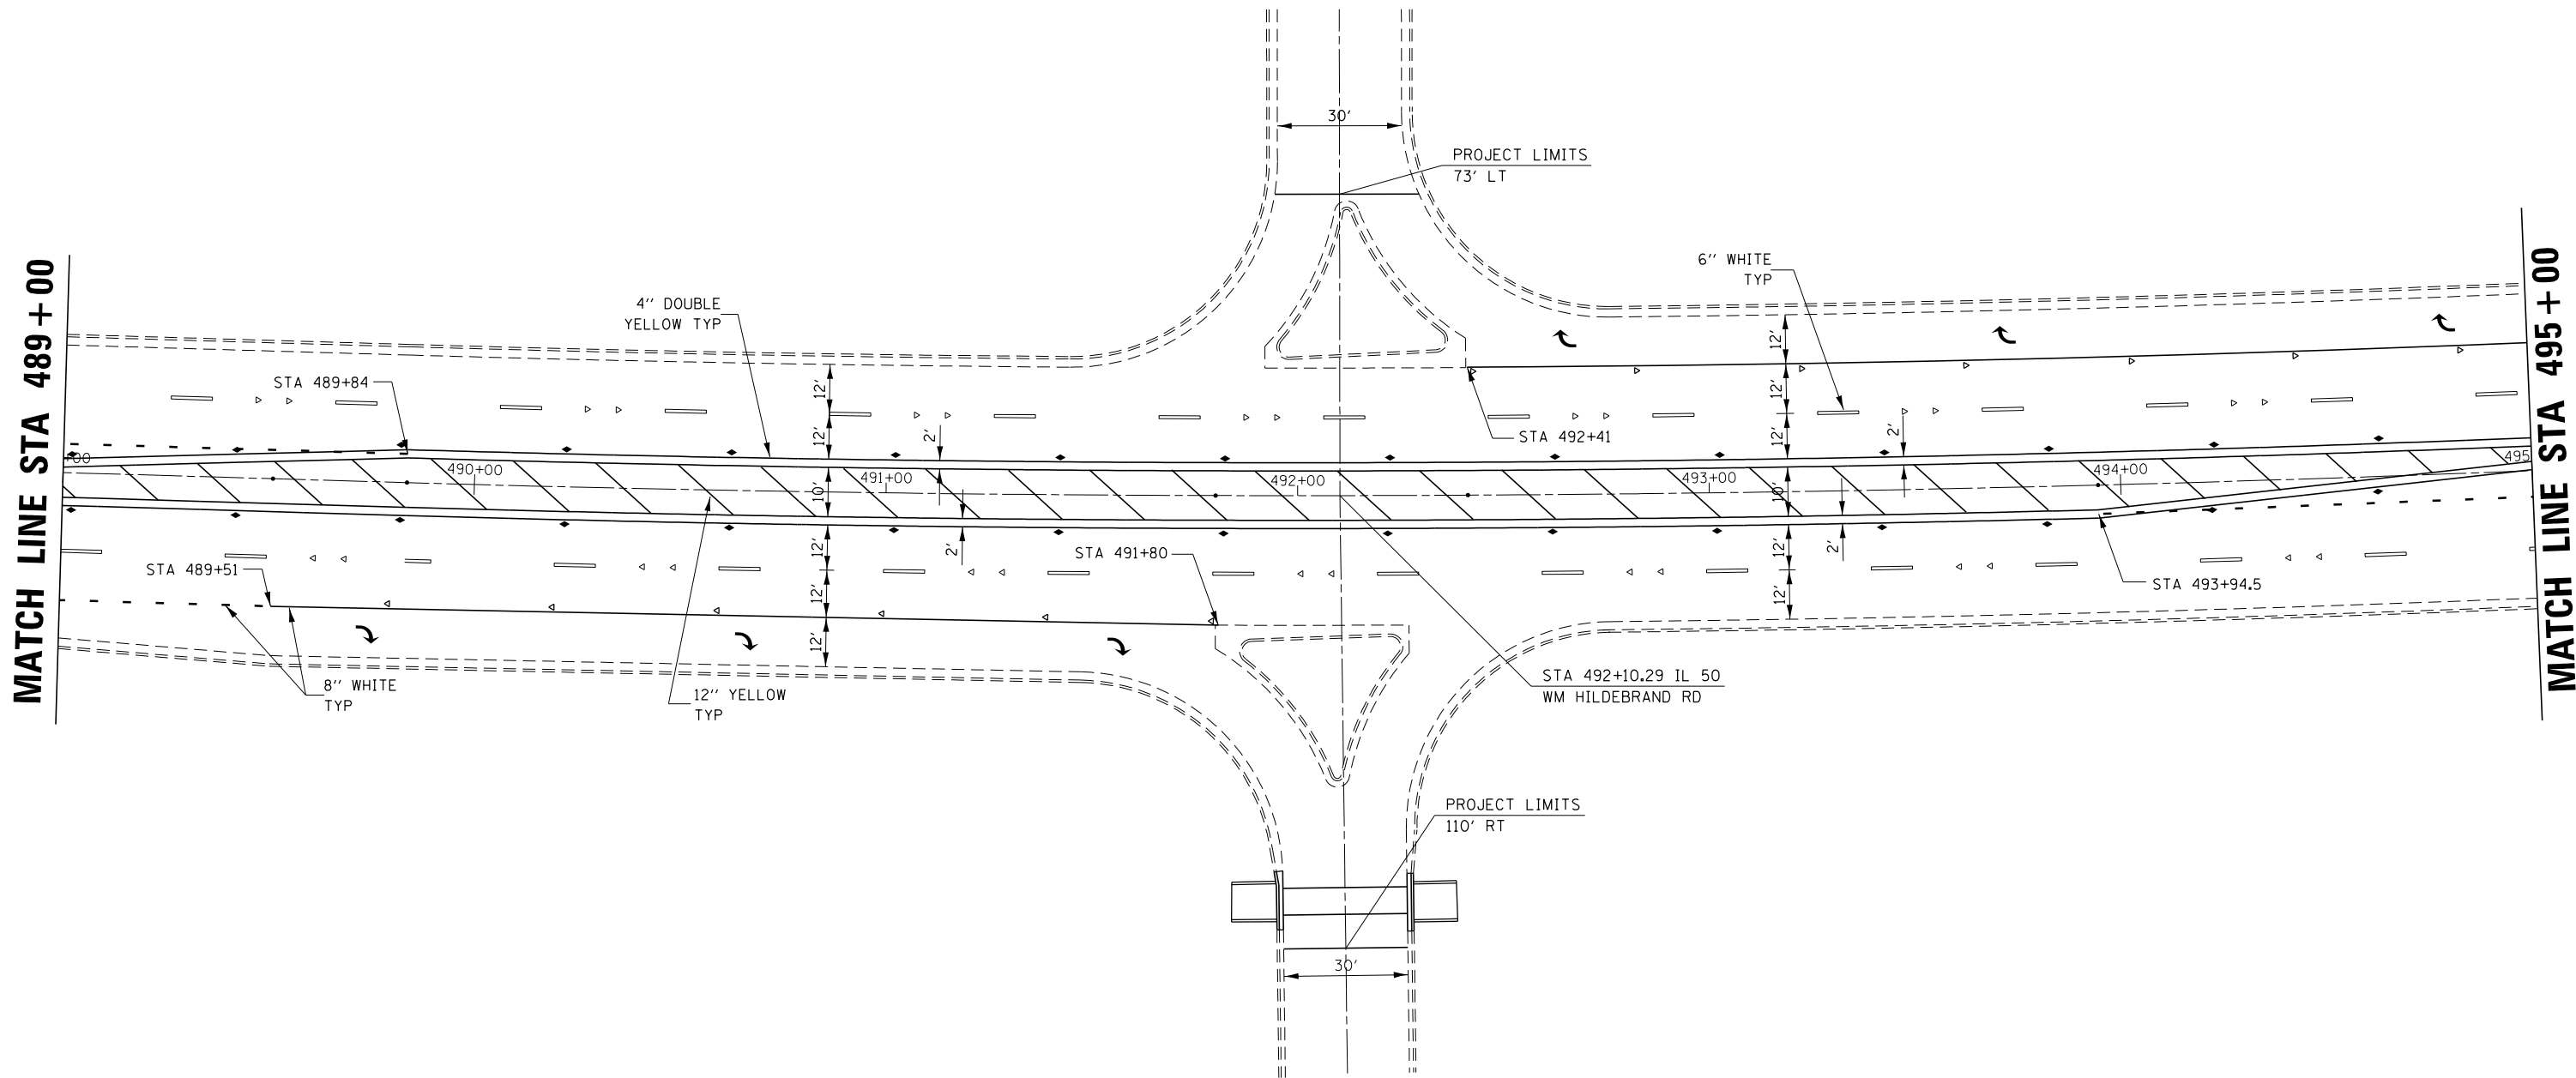 30′
PROJECT LIMITS
73′ LT
MATCH LINE STA 489+00
MATCH LINE STA 495+00
6′′ WHITE
TYP
4′′ DOUBLE
YELLOW TYP
STA 489+84
12′
12′
12′
12′
12′
2′
2′
STA 492+41
+00
490+00
491+00
492+00
493+00
494+00
495
10′
10′
12′
12′
12′
2′
2′
12′
12′
STA 491+80
STA 489+51
STA 493+94.5
8′′ WHITE
TYP
12′′ YELLOW
TYP
STA 492+10.29 IL 50
WM HILDEBRAND RD
PROJECT LIMITS
110′ RT
30′